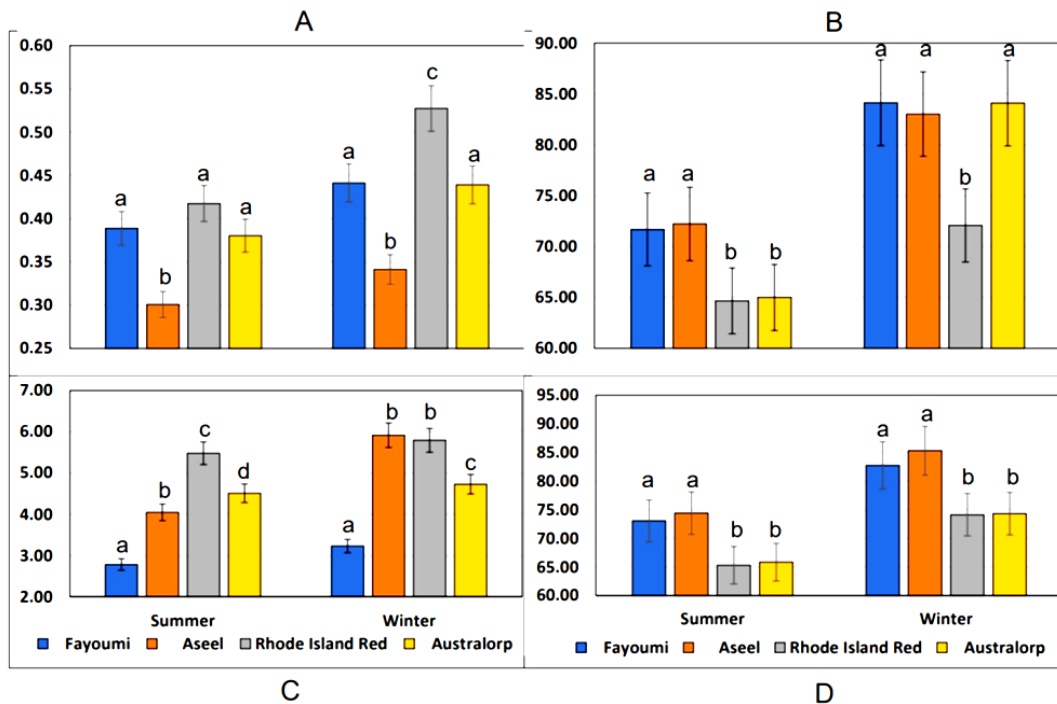 A
B
0.60
0.55
0.50
0.45
0.40
0.35
0.30
0.25
a
b
a
a
a
b
c
a
90.00
85.00
80.00
75.00
70.00
65.00
60.00
a
a
b
b
a
a
b
a
7.00
6.00
5.00
4.00
3.00
2.00
a
b
c
d
a
b
b
c
Summer Winter
Fayoumi Aseel Rhode Island Red Australorp
95.00
90.00
85.00
80.00
75.00
70.00
65.00
60.00
a
a
b
b
a
a
b
b
Summer Winter
Fayoumi Aseel Rhode Island Red Australorp
C
D